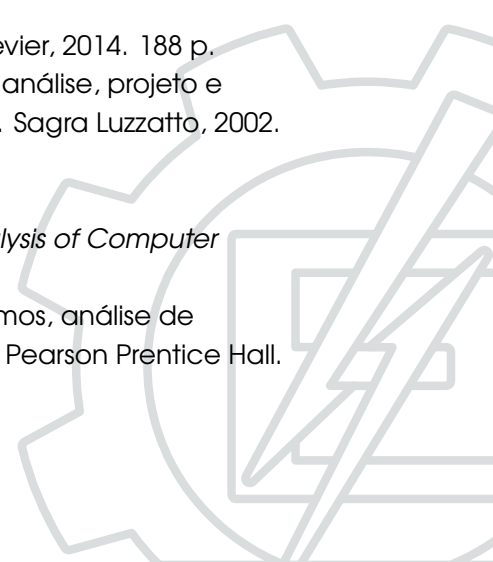 evier, 2014. 188 p.
análise, projeto e
. Sagra Luzzatto, 2002.
lysis of Computer
mos, análise de
Pearson Prentice Hall.